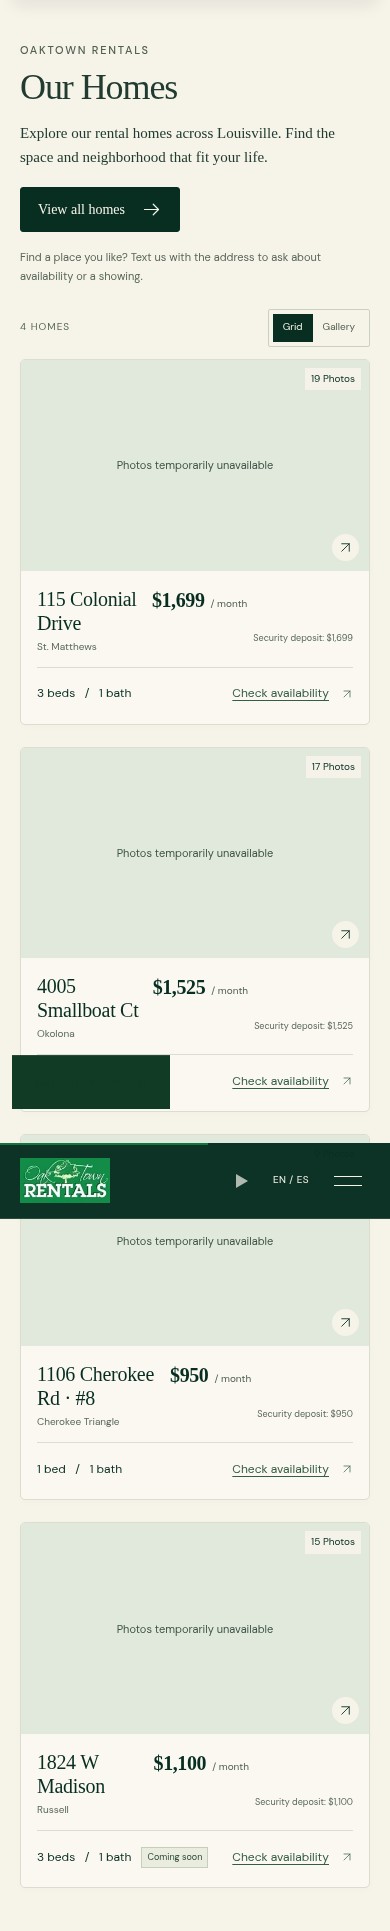 OAKTOWN RENTALS
Our Homes
Explore our rental homes across Louisville. Find the
space and neighborhood that fit your life.
View all homes
Find a place you like? Text us with the address to ask about
availability or a showing.
4 HOMES
Grid Gallery
19 Photos
Photos temporarily unavailable
115 Colonial
Drive
$1,699 / month
St. Matthews
Security deposit: $1,699
3 beds / 1 bath
Check availability
17 Photos
Photos temporarily unavailable
4005
Smallboat Ct
$1,525 / month
Okolona
Security deposit: $1,525
Check availability
Oak Town
RENTALS
EN / ES
Photos temporarily unavailable
1106 Cherokee
Rd · #8
$950 / month
Cherokee Triangle
Security deposit: $950
1 bed / 1 bath
Check availability
15 Photos
Photos temporarily unavailable
1824 W
Madison
$1,100 / month
Russell
Security deposit: $1,100
3 beds / 1 bath
Coming soon
Check availability